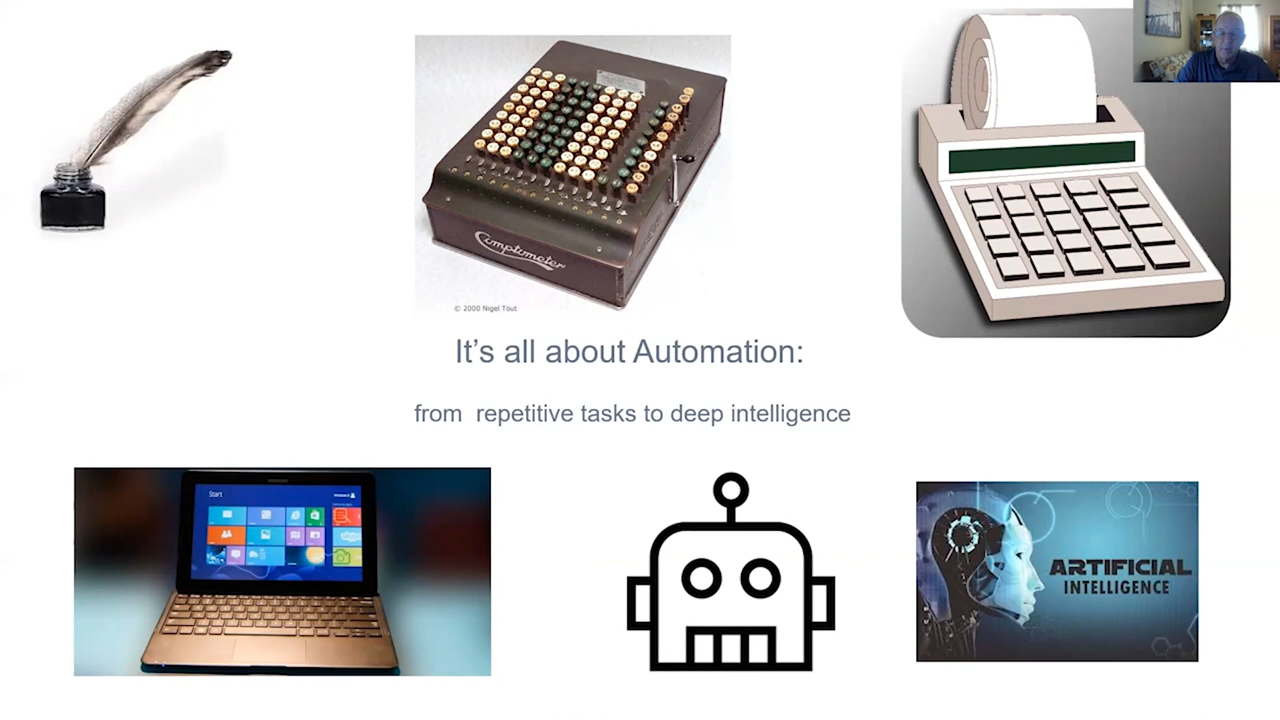 Comptometer
© 2000 Nigel Tout
It's all about Automation:
from repetitive tasks to deep intelligence
Start
ARTIFICIAL
INTELLIGENCE